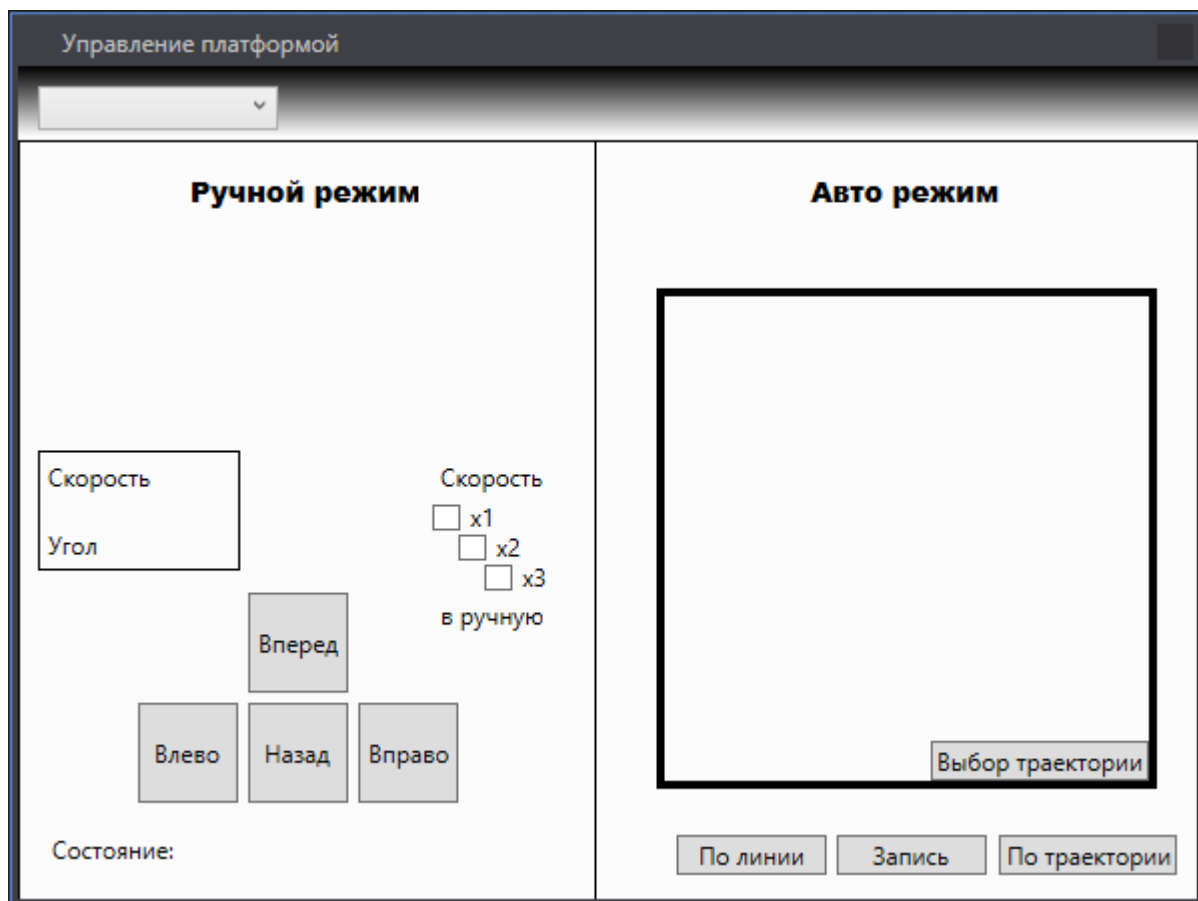 Управление платформой
Ручной режим
Скорость
Угол
Скорость
x1
x2
x3
в ручную
Вперед
Влево
Назад
Вправо
Состояние:
Авто режим
Выбор траектории
По линии
Запись
По траектории